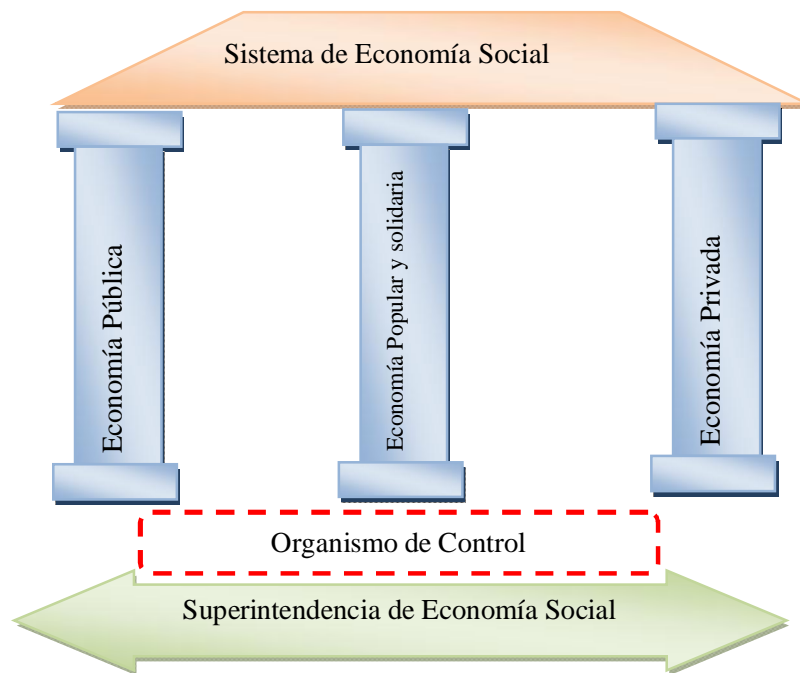 Sistema de Economía Social
Economía Pública
Economía Popular y solidaria
Economía Privada
Organismo de Control
Superintendencia de Economía Social